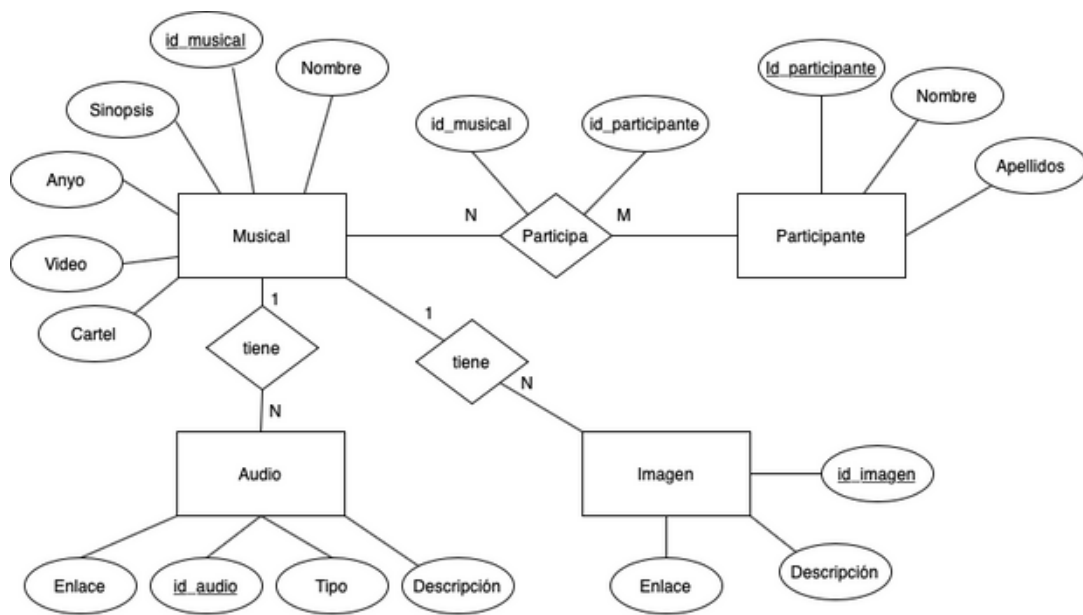 id_musical
Nombre
Sinopsis
Anyo
Video
Cartel
Musical
id_musical
id_participante
N
Participa
M
Id_participante
Nombre
Apellidos
Participante
1
tiene
N
1
tiene
N
Audio
Enlace
id_audio
Tipo
Descripción
Imagen
id_imagen
Enlace
Descripción